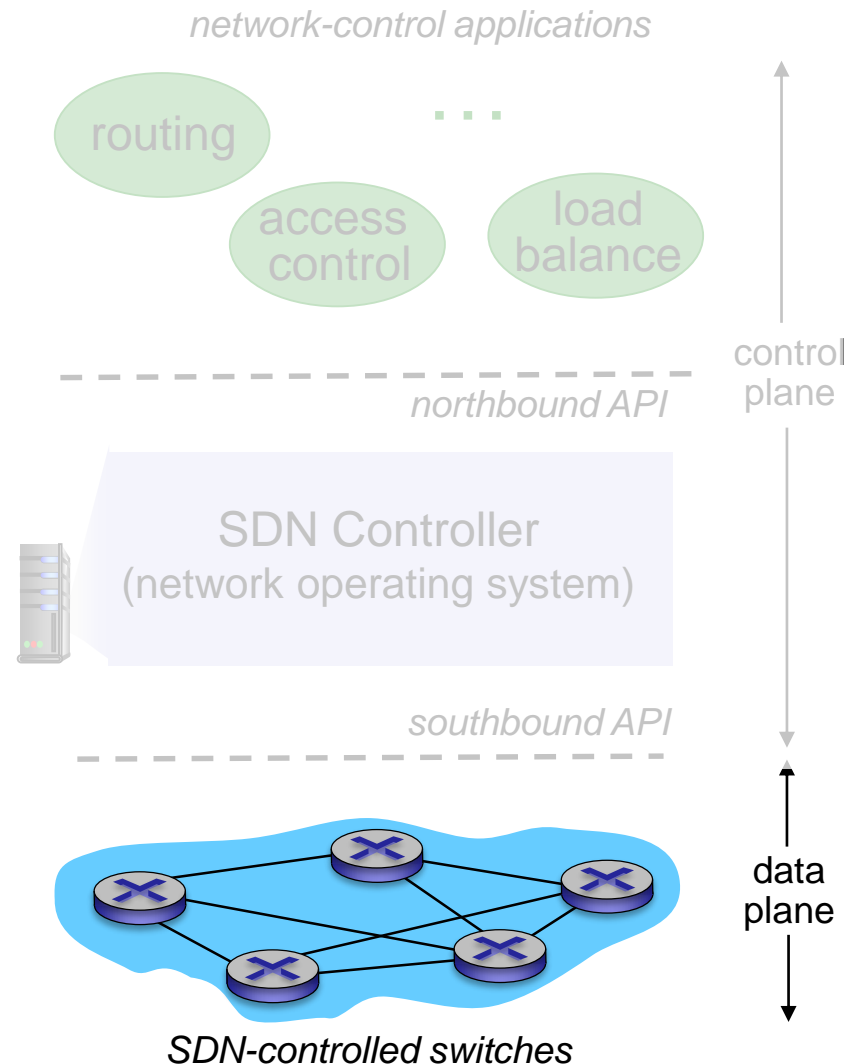 network-control applications
routing
...
access
control
load
balance
control
plane
northbound API
SDN Controller
(network operating system)
southbound API
data
plane
SDN-controlled switches